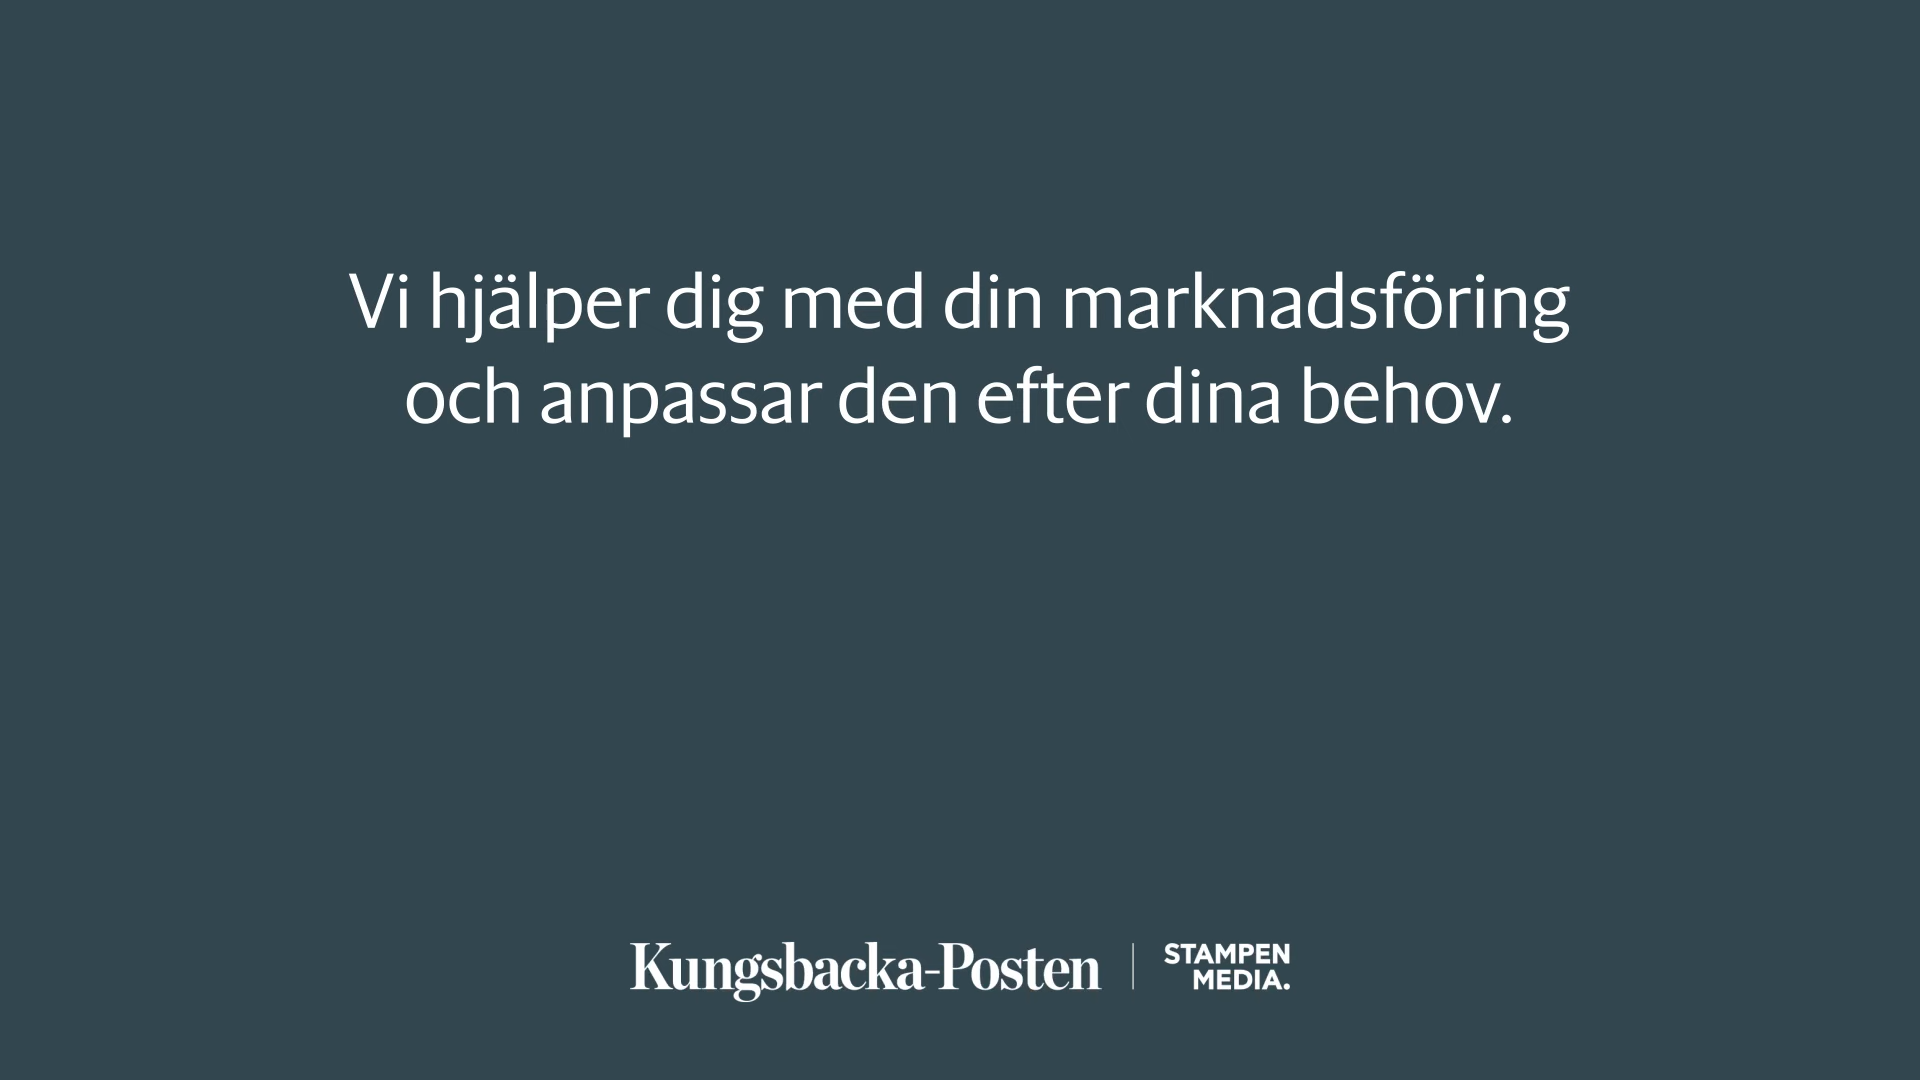 Vi hjälper dig med din marknadsföring
och anpassar den efter dina behov.
Kungsbacka-Posten
STAMPEN
MEDIA.